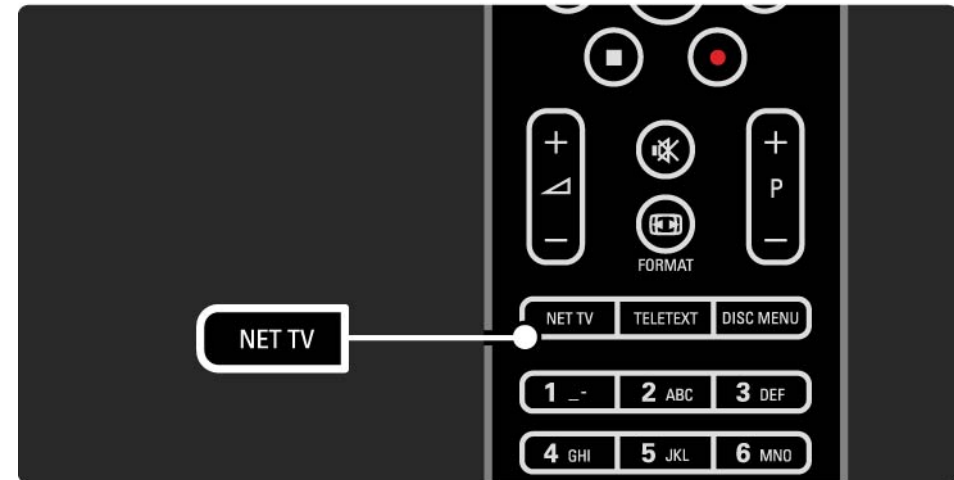 + +
P
– –
FORMAT
NET TV TELETEXT DISC MENU
NET TV
1 _- 2 ABC 3 DEF
4 GHI 5 JKL 6 MNO